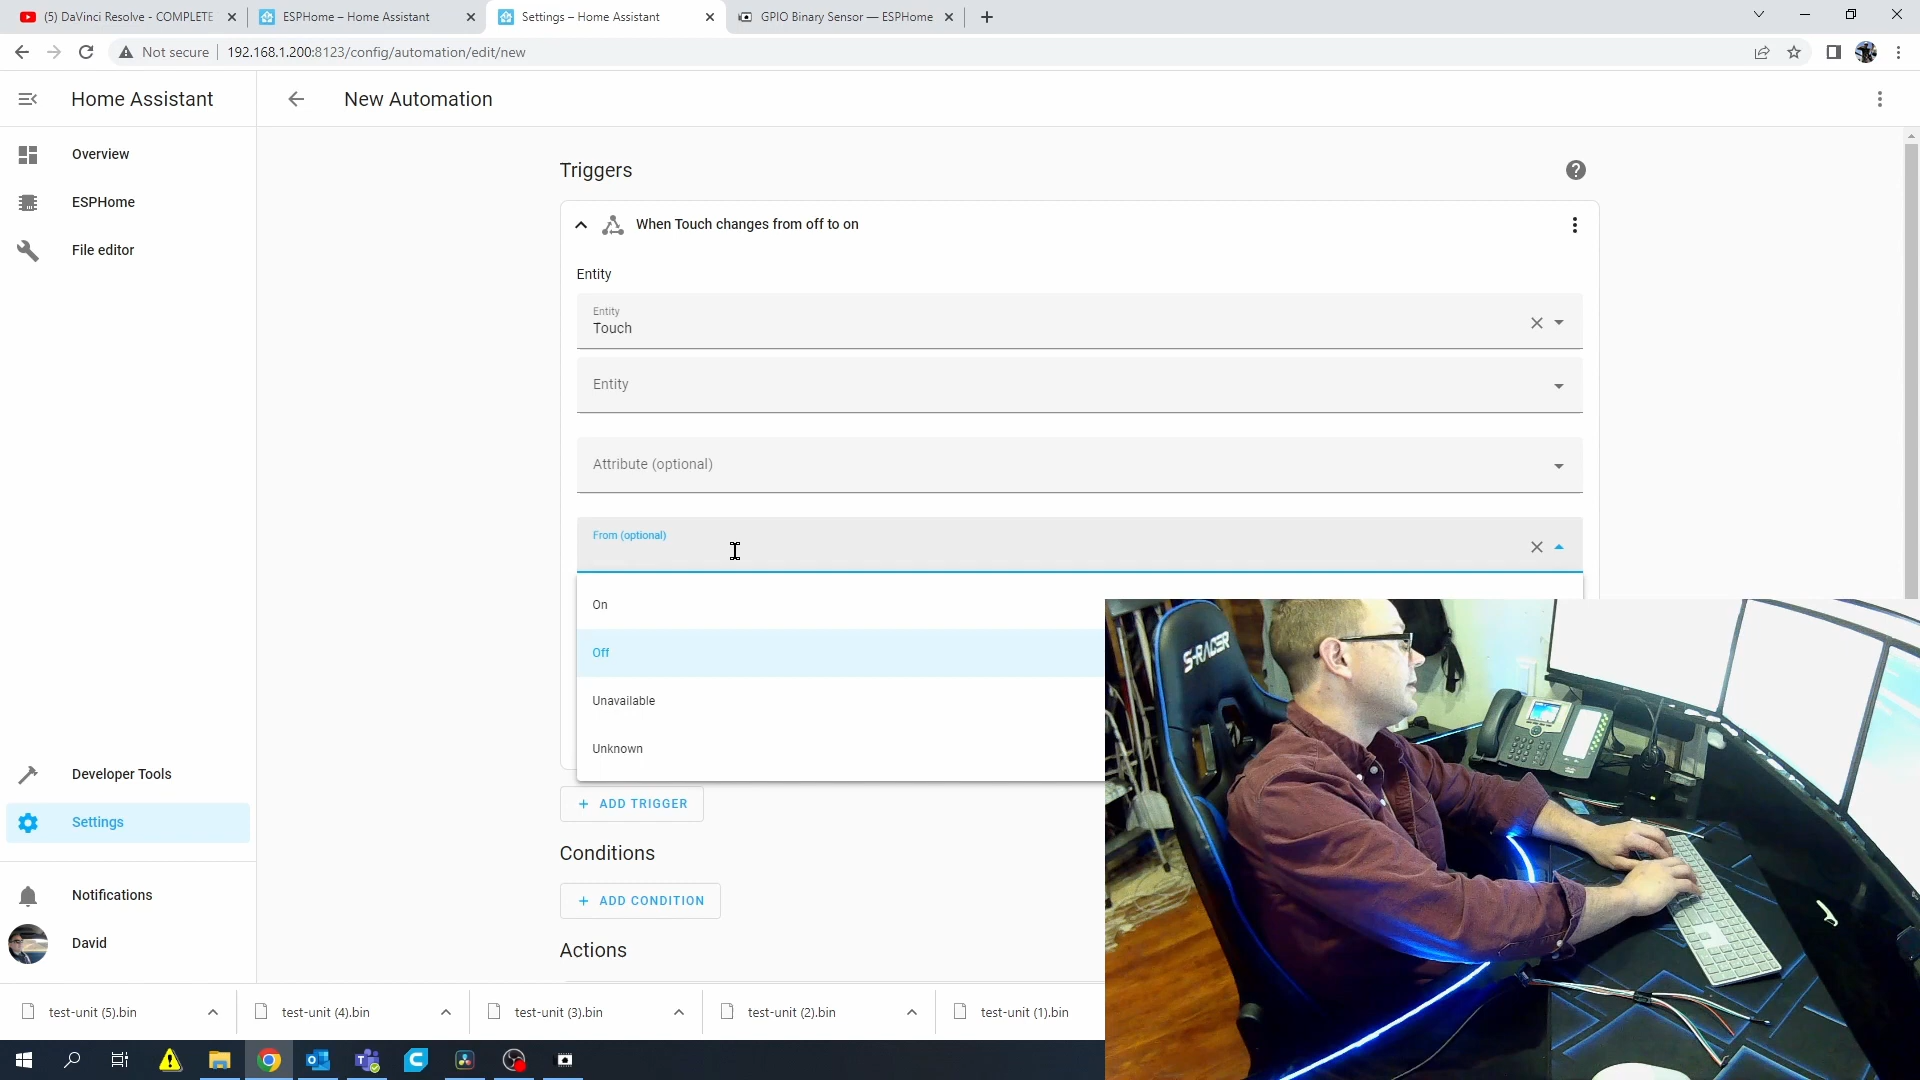 (5) DaVinci Resolve - COMPLETE
ESPHome – Home Assistant
Settings – Home Assistant
GPIO Binary Sensor — ESPHome
Not secure
192.168.1.200:8123/config/automation/edit/new
Home Assistant
New Automation
Overview
ESPHome
File editor
Developer Tools
Settings
Notifications
David
Triggers
When Touch changes from off to on
Entity
Entity
Touch
Entity
Attribute (optional)
From (optional)
On
Off
Unavailable
Unknown
+ ADD TRIGGER
Conditions
+ ADD CONDITION
Actions
S-RACER
test-unit (5).bin
test-unit (4).bin
test-unit (3).bin
test-unit (2).bin
test-unit (1).bin